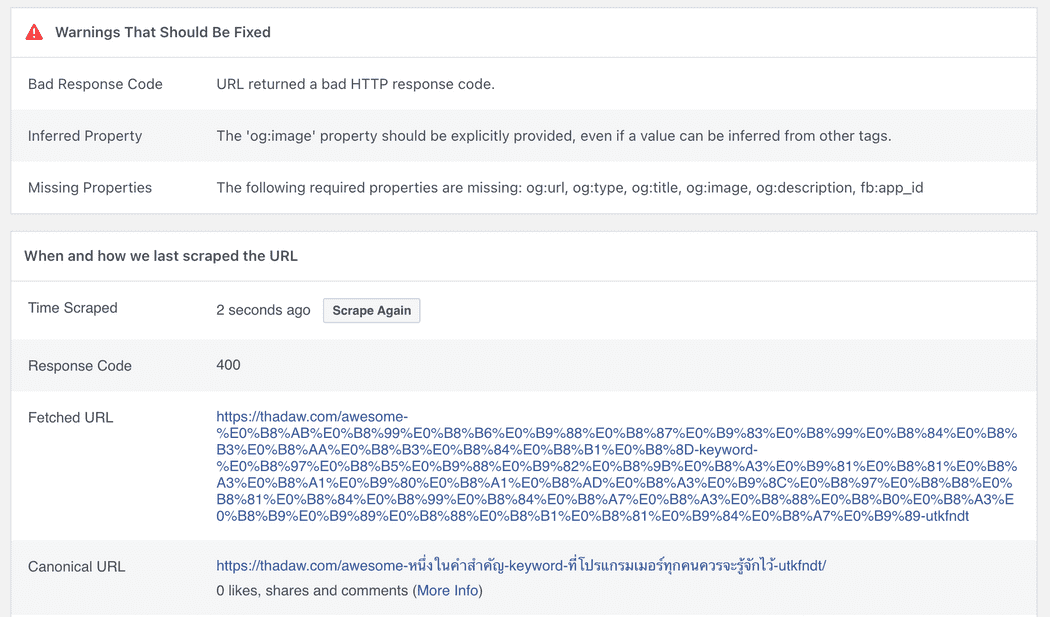 Warnings That Should Be Fixed
Bad Response Code URL returned a bad HTTP response code.
Inferred Property The 'og:image' property should be explicitly provided, even if a value can be inferred from other tags.
Missing Properties The following required properties are missing: og:url, og:type, og:title, og:image, og:description, fb:app_id
When and how we last scraped the URL
Time Scraped 2 seconds ago Scrape Again
Response Code 400
Fetched URL https://thadaw.com/awesome-
%E0%B8%AB%E0%B8%99%E0%B8%B6%E0%B9%88%E0%B8%87%E0%B9%83%E0%B8%99%E0%B8%84%E0%B8%
B3%E0%B8%AA%E0%B8%B3%E0%B8%84%E0%B8%B1%E0%B8%8D-keyword-
%E0%B8%97%E0%B8%B5%E0%B9%88%E0%B9%82%E0%B8%9B%E0%B8%A3%E0%B9%81%E0%B8%81%E0%B8%
A3%E0%B8%A1%E0%B9%80%E0%B8%A1%E0%B8%AD%E0%B8%A3%E0%B9%8C%E0%B8%97%E0%B8%B8%E0%
B8%81%E0%B8%84%E0%B8%99%E0%B8%84%E0%B8%A7%E0%B8%A3%E0%B8%88%E0%B8%B0%E0%B8%A3%E
0%B8%B9%E0%B9%89%E0%B8%88%E0%B8%B1%E0%B8%81%E0%B9%84%E0%B8%A7%E0%B9%89-utkfndt
Canonical URL https://thadaw.com/awesome-หนึ่งในคำสำคัญ-keyword-ที่โปรแกรมเมอร์ทุกคนควรจะรู้จักไว้-utkfndt/
0 likes, shares and comments (More Info)